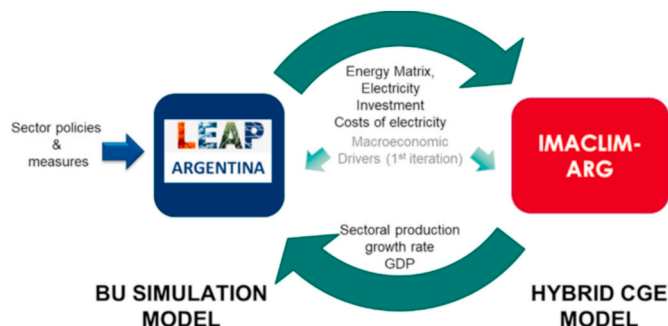 Energy Matrix,
Electricity
Investment
Costs of electricity
Macroeconomic
Drivers (1st iteration)
Sector policies
&
measures
LEAP
ARGENTINA
IMACLIM-
ARG
Sectoral production
growth rate
GDP
BU SIMULATION
MODEL
HYBRID CGE
MODEL